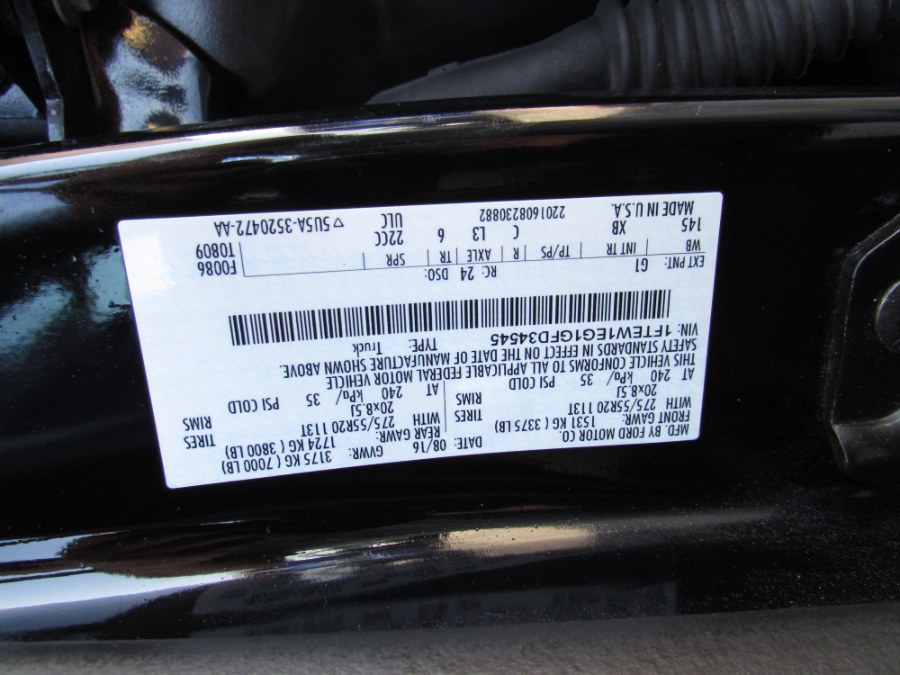 MFD. BY FORD MOTOR CO.
DATE: 08/16 GVWR: 3175 KG ( 7000 LB)
FRONT GAWR: 1531 KG ( 3375 LB) REAR GAWR: 1724 KG ( 3800 LB)
WITH 275/55R20 113T TIRES WITH 275/55R20 113T TIRES
20x8.5J RIMS 20x8.5J RIMS
AT 240 kPa/ 35 PSI COLD AT 240 kPa/ 35 PSI COLD
THIS VEHICLE CONFORMS TO ALL APPLICABLE FEDERAL MOTOR VEHICLE
SAFETY STANDARDS IN EFFECT ON THE DATE OF MANUFACTURE SHOWN ABOVE.
VIN: 1FTEW1EG1GFD34545 TYPE: Truck
EXT PNT: G1 RC: 24 DSO: F0086
WB INT TR TP/PS R AXLE TR SPR T0809
145 XB C L3 6 22CC
MADE IN U.S.A. 2201608230882 ULC ▽5U5A-3520472-AA